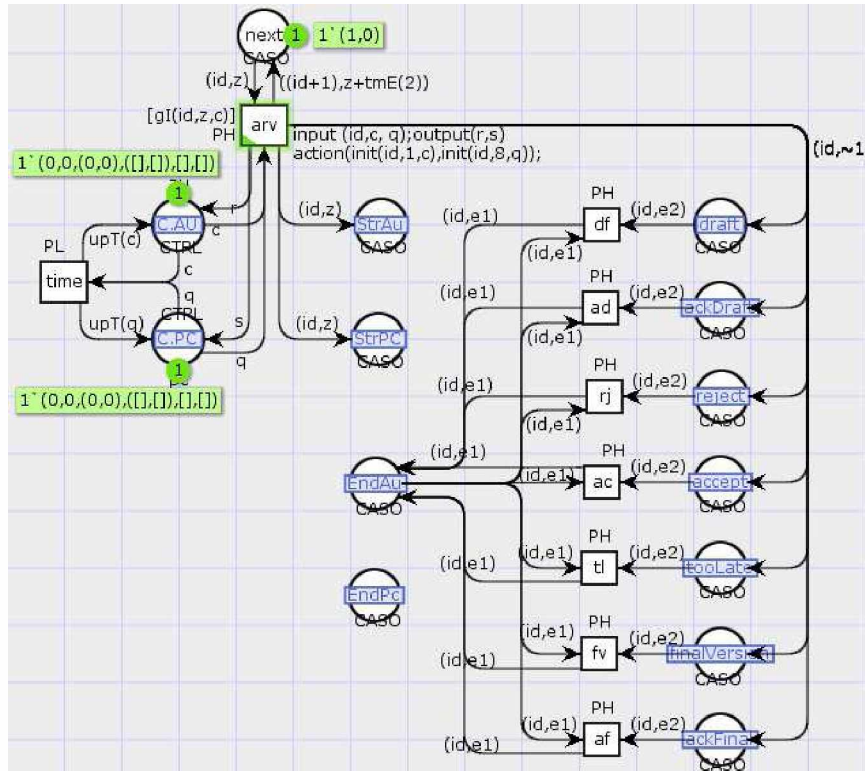 next 1 1`(1,0)
CASO
(id,z) ((id+1),z+tmE(2))
[gI(id,z,c)]
PH arv input (id,c, q);output(r,s)
action(init(id,1,c),init(id,8,q));
(id,~1
1`(0,0,(0,0),([],[]),[],[])
1
r
C.AU c
CTRL
(id,z) StrAu
CASO
PL upT(c)
time
c
q
CTRL
upT(q) s
C.PC
q
1
1`(0,0,(0,0),([],[]),[],[])
(id,z) StrPC
CASO
PH
(id,e1) df (id,e2) draft
(id,e1) CASO
PH
(id,e1) ad (id,e2) ackDraft
(id,e1) CASO
PH
(id,e1) rj (id,e2) reject
(id,e1) CASO
PH
(id,e1) (id,e1) ac (id,e2) accept
EndAu CASO
CASO
PH
(id,e1) tl (id,e2) tooLate
(id,e1) CASO
EndPc
CASO
PH
(id,e1) fv (id,e2) finalVersion
(id,e1) CASO
PH
(id,e1) af (id,e2) ackFinal
(id,e1) CASO